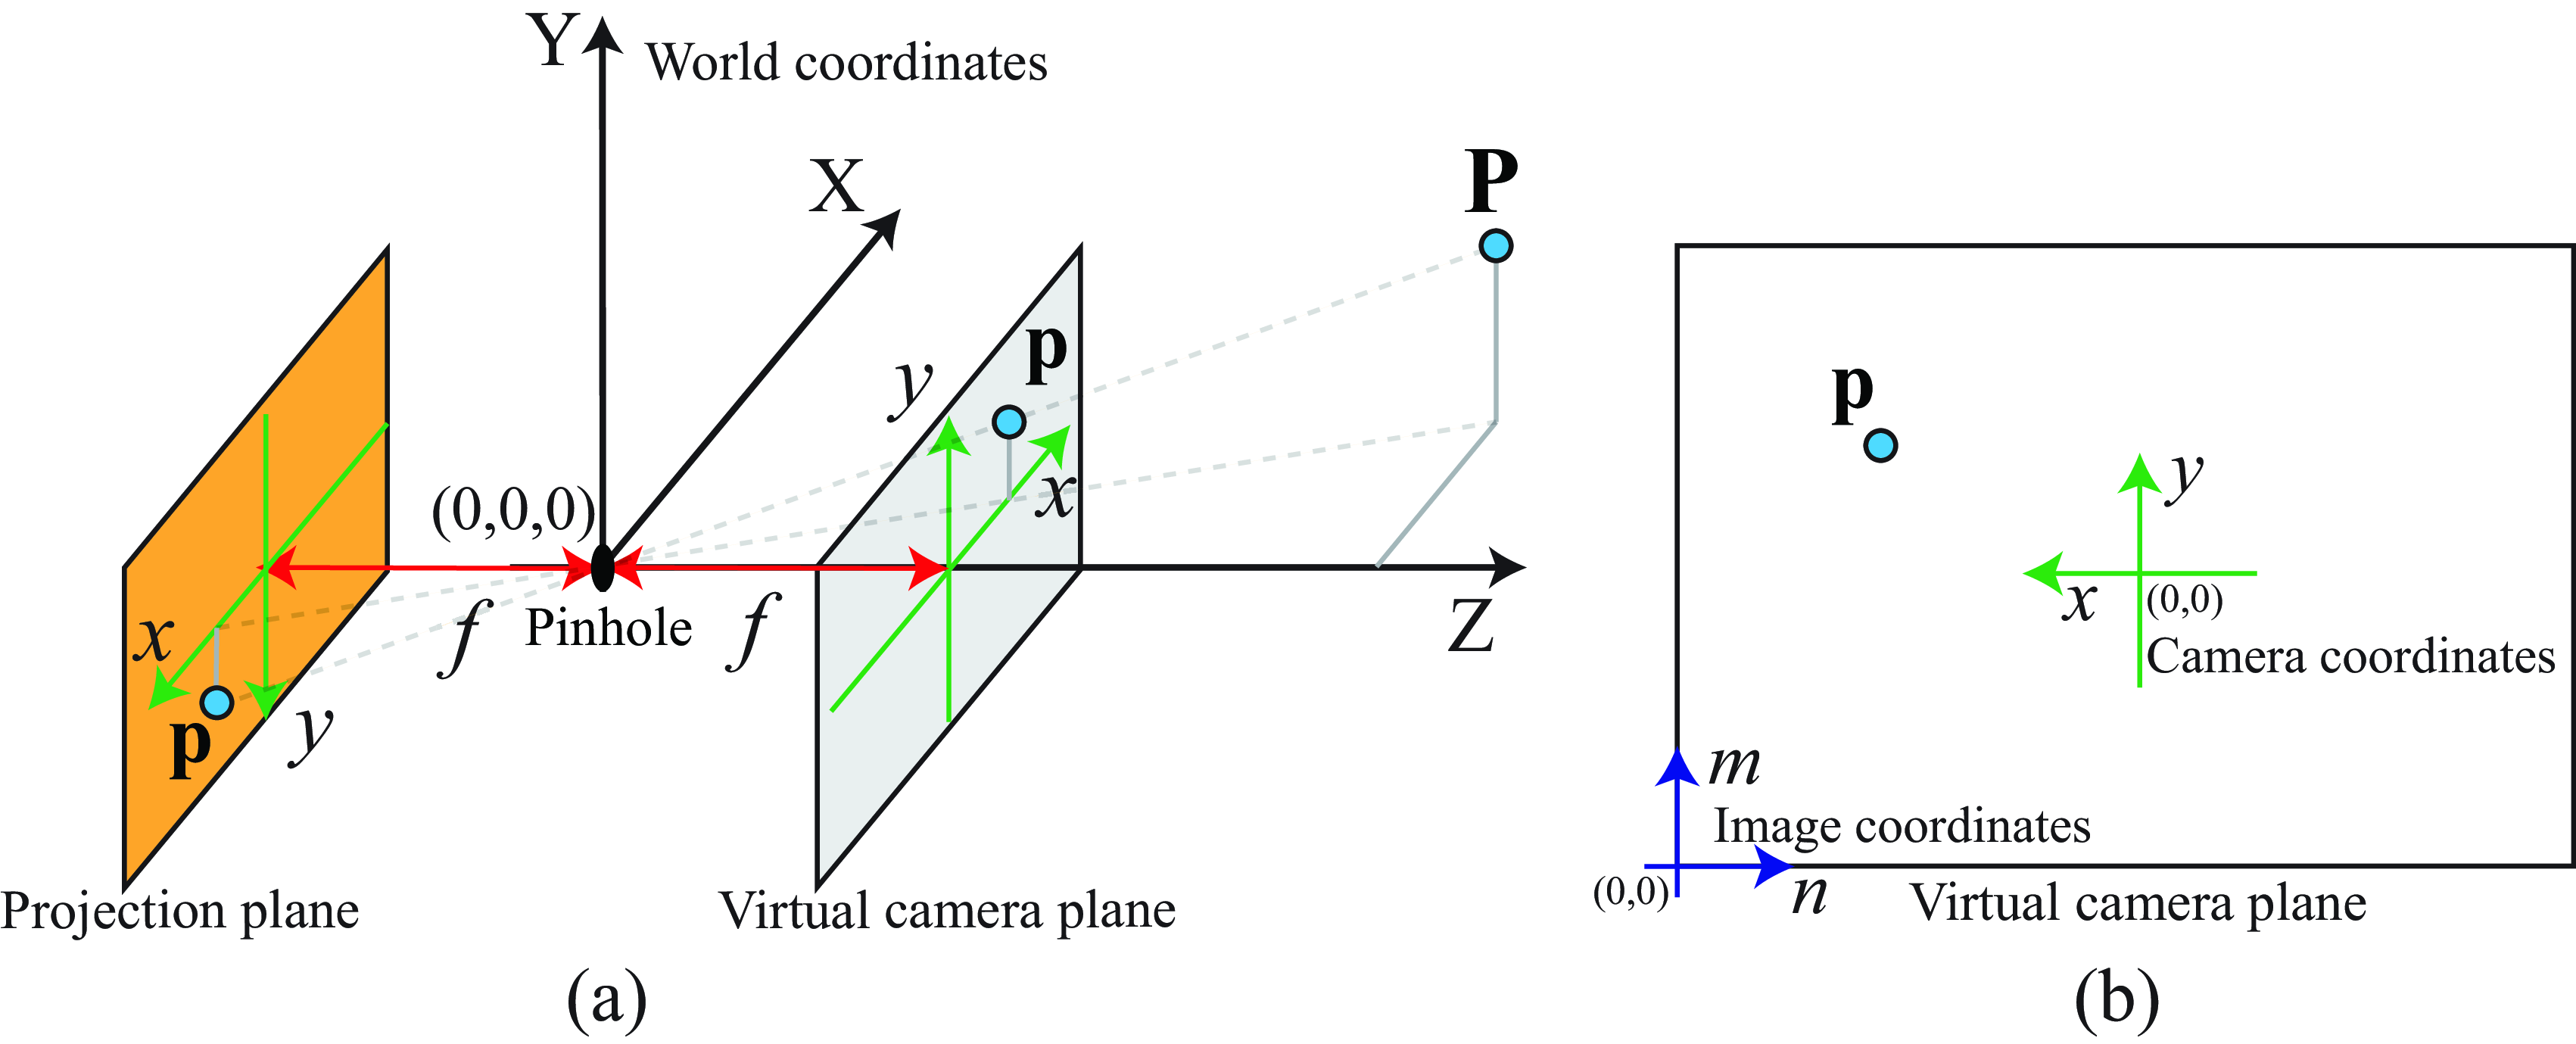 Y
World coordinates
X
P
p
y
x
(0,0,0)
f
Pinhole
f
Z
x
p
y
Projection plane
Virtual camera plane
(a)
p
y
x
(0,0)
Camera coordinates
m
Image coordinates
(0,0)
n
Virtual camera plane
(b)